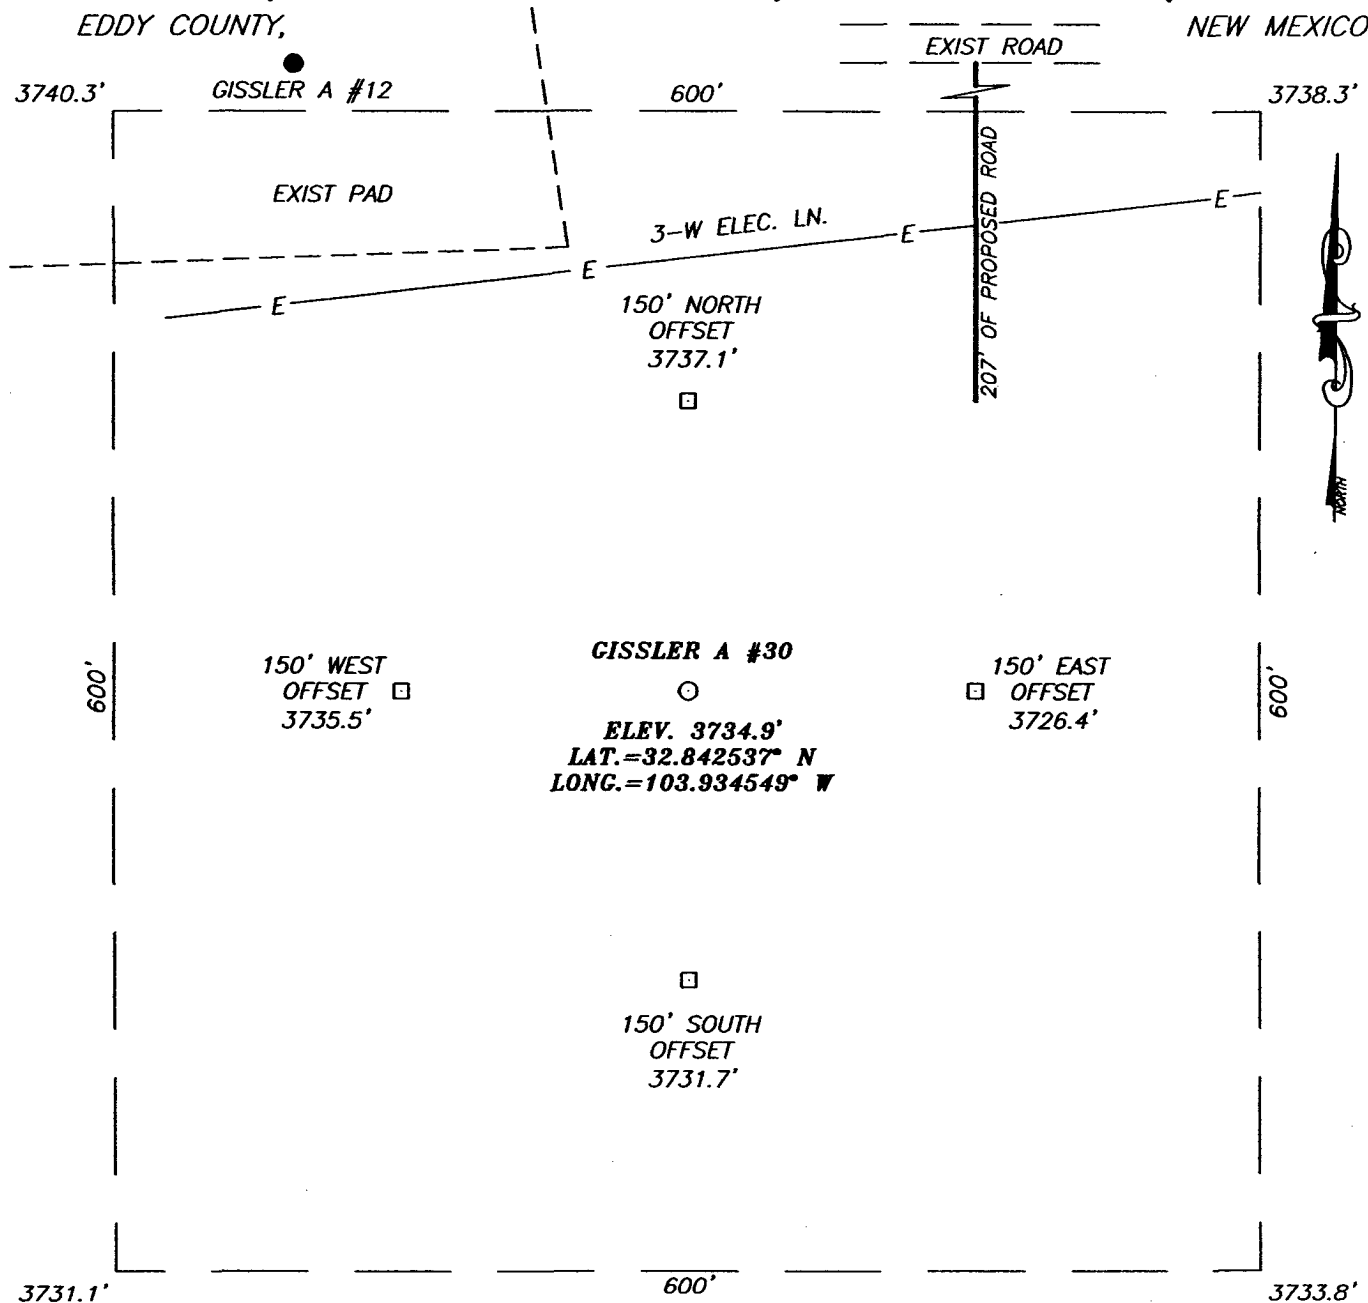 EDDY COUNTY,
NEW MEXICO
EXIST ROAD
3740.3'
GISSLER A #12
600'
3738.3'
EXIST PAD
3-W ELEC. LN.
E
E
E
E
207' OF PROPOSED ROAD
150' NORTH
OFFSET
3737.1'
NORTH
600'
150' WEST
OFFSET
3735.5'
GISSLER A #30
ELEV. 3734.9'
LAT.=32.842537° N
LONG.=103.934549° W
150' EAST
OFFSET
3726.4'
600'
150' SOUTH
OFFSET
3731.7'
3731.1'
600'
3733.8'